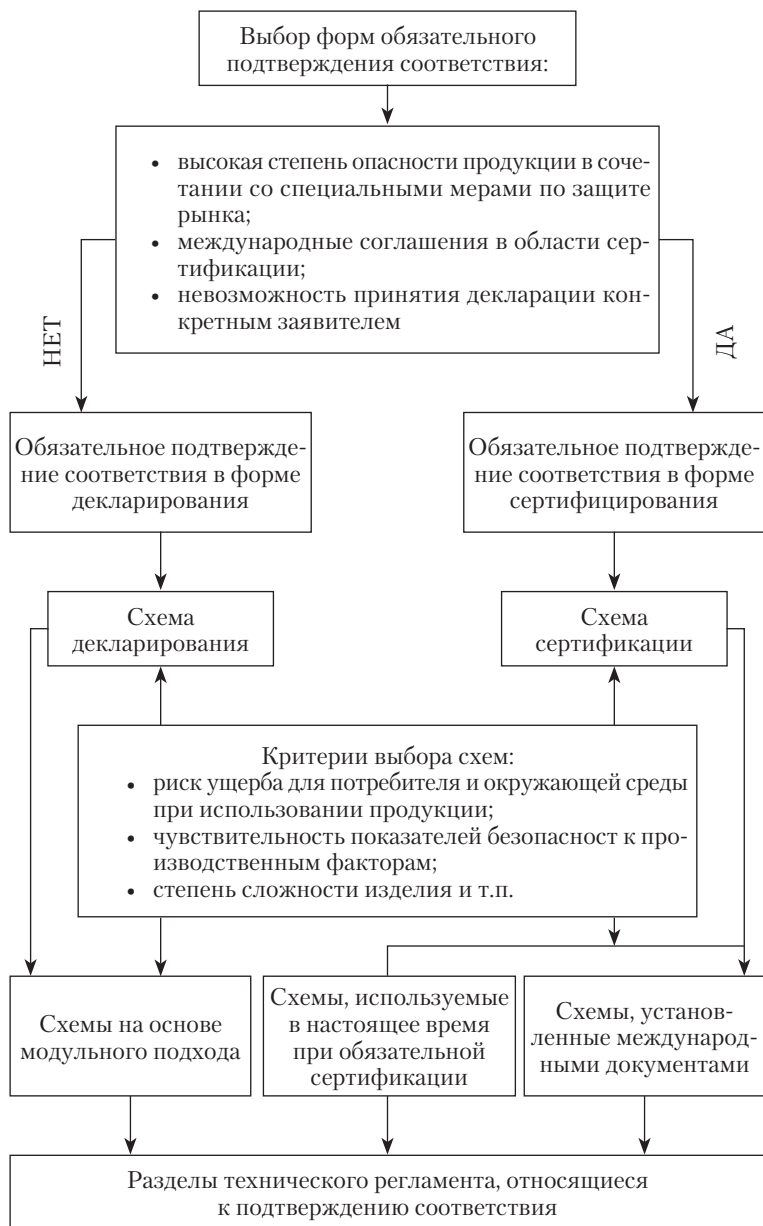 Выбор форм обязательного
подтверждения соответствия:
• высокая степень опасности продукции в соче-
тании со специальными мерами по защите
рынка;
• международные соглашения в области сер-
тификации;
• невозможность принятия декларации кон-
кретным заявителем
НЕТ
ДА
Обязательное подтвержде-
ние соответствия в форме
декларирования
Обязательное подтвержде-
ние соответствия в форме
сертифицирования
Схема
декларирования
Схема
сертификации
Критерии выбора схем:
• риск ущерба для потребителя и окружающей среды
при использовании продукции;
• чувствительность показателей безопасност к про-
изводственным факторам;
• степень сложности изделия и т.п.
Схемы на основе
модульного подхода
Схемы, используемые
в настоящее время
при обязательной
сертификации
Схемы, установ-
ленные международ-
ными документами
Разделы технического регламента, относящиеся
к подтверждению соответствия